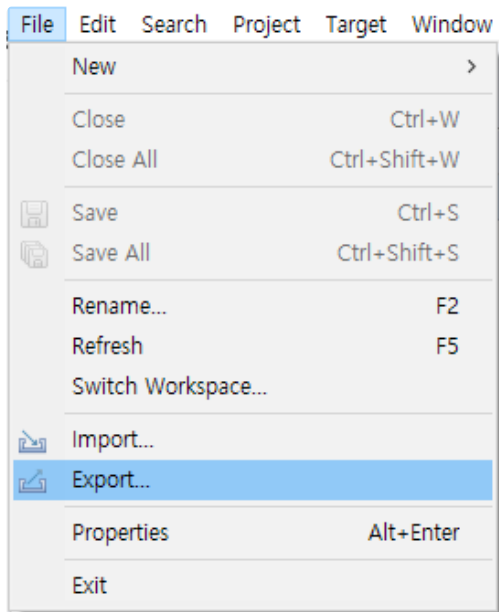 File Edit Search Project Target Window
New >
Close Ctrl+W
Close All Ctrl+Shift+W
Save Ctrl+S
Save All Ctrl+Shift+S
Rename... F2
Refresh F5
Switch Workspace...
Import...
Export...
Properties Alt+Enter
Exit